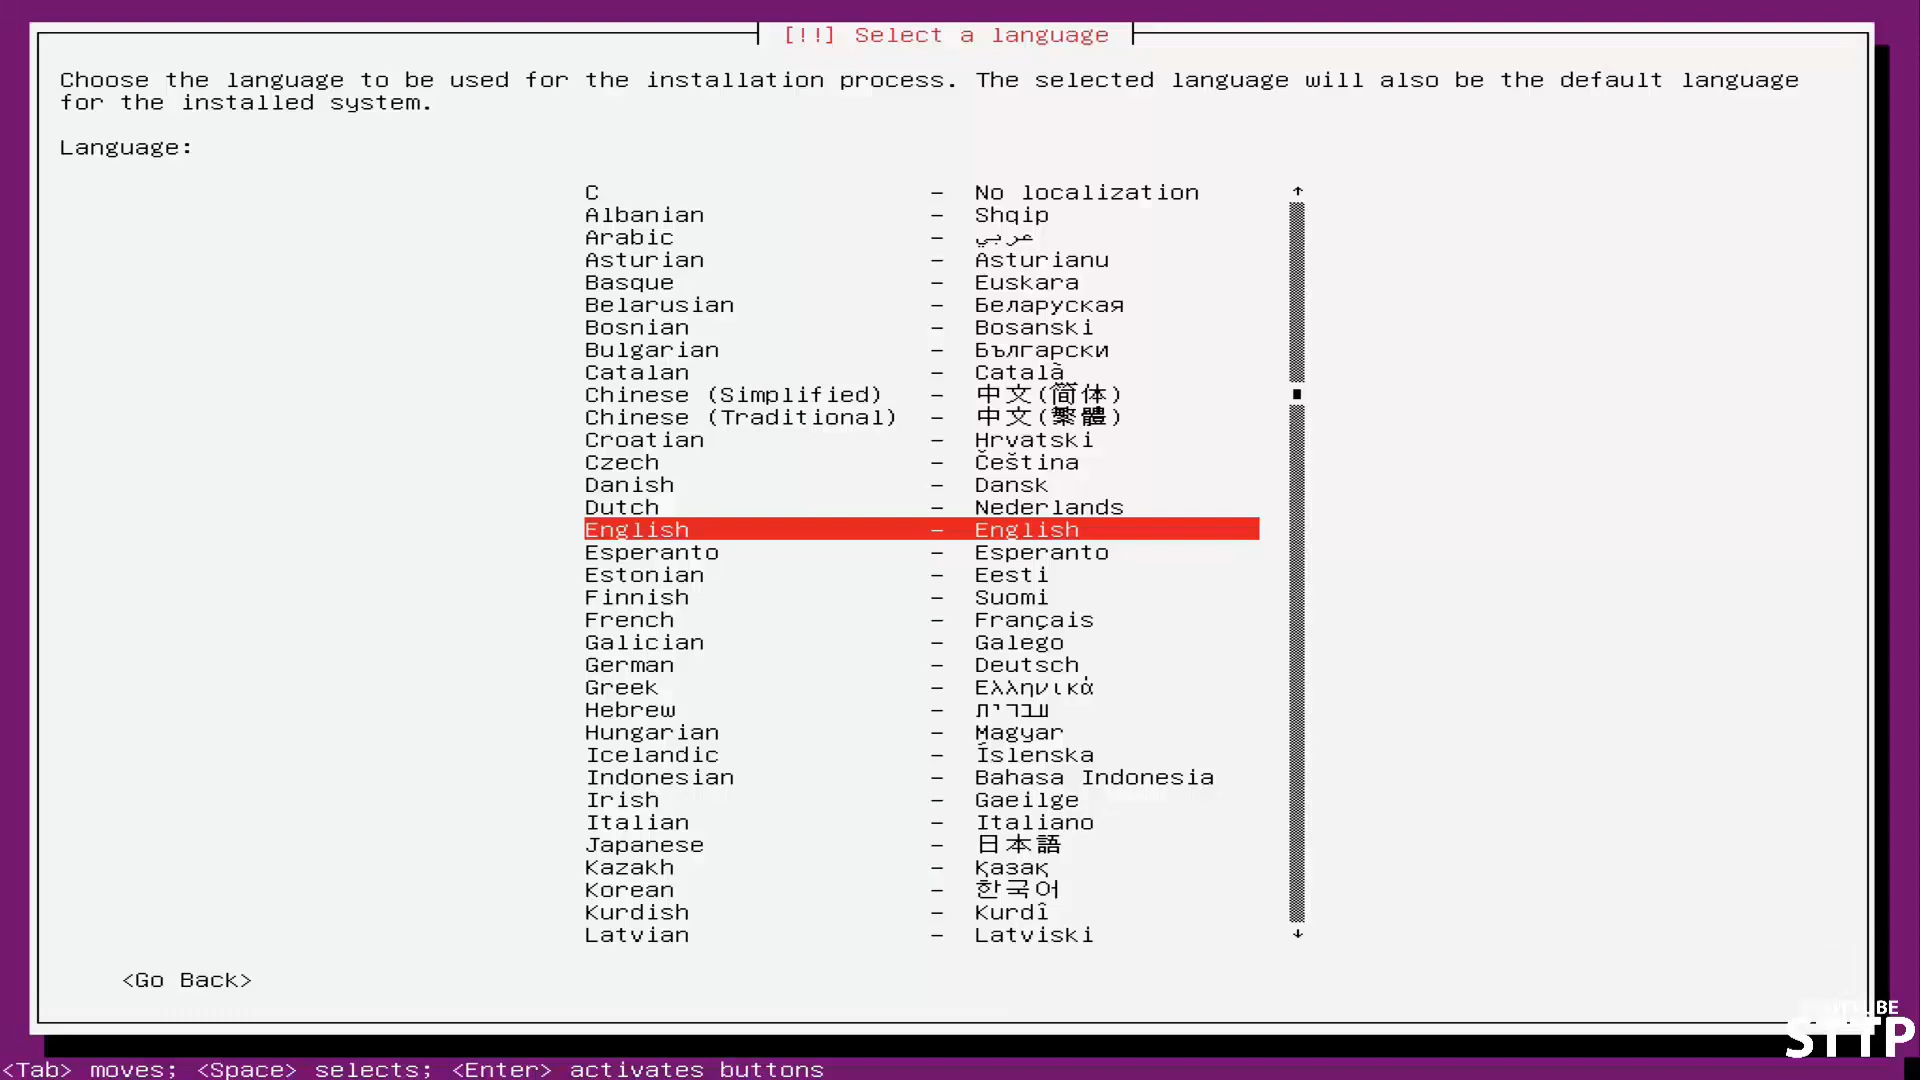 [!!] Select a language
Choose the language to be used for the installation process. The selected language will also be the default language
for the installed system.
Language:
C - No localization
Albanian - Shqip
Arabic - عربي
Asturian - Asturianu
Basque - Euskara
Belarusian - Беларуская
Bosnian - Bosanski
Bulgarian - Български
Catalan - Català
Chinese (Simplified) - 中文(简体)
Chinese (Traditional) - 中文(繁體)
Croatian - Hrvatski
Czech - Čeština
Danish - Dansk
Dutch - Nederlands
English - English
Esperanto - Esperanto
Estonian - Eesti
Finnish - Suomi
French - Français
Galician - Galego
German - Deutsch
Greek - Ελληνικά
Hebrew - עברית
Hungarian - Magyar
Icelandic - Íslenska
Indonesian - Bahasa Indonesia
Irish - Gaeilge
Italian - Italiano
Japanese - 日本語
Kazakh - Қазақ
Korean - 한국어
Kurdish - Kurdî
Latvian - Latviski
<Go Back>
STTP
<Tab> moves; <Space> selects; <Enter> activates buttons